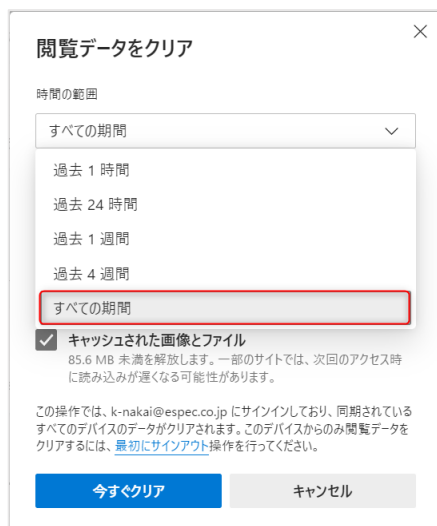 閲覧データをクリア
時間の範囲
すべての期間
過去 1 時間
過去 24 時間
過去 1 週間
過去 4 週間
すべての期間
キャッシュされた画像とファイル
85.6 MB 未満を解放します。一部のサイトでは、次回のアクセス時
に読み込みが遅くなる可能性があります。
この操作では、k-nakai@espec.co.jp にサインインしており、同期されている
すべてのデバイスのデータがクリアされます。このデバイスからのみ閲覧データを
クリアするには、最初にサインアウト操作を行ってください。
今すぐクリア
キャンセル